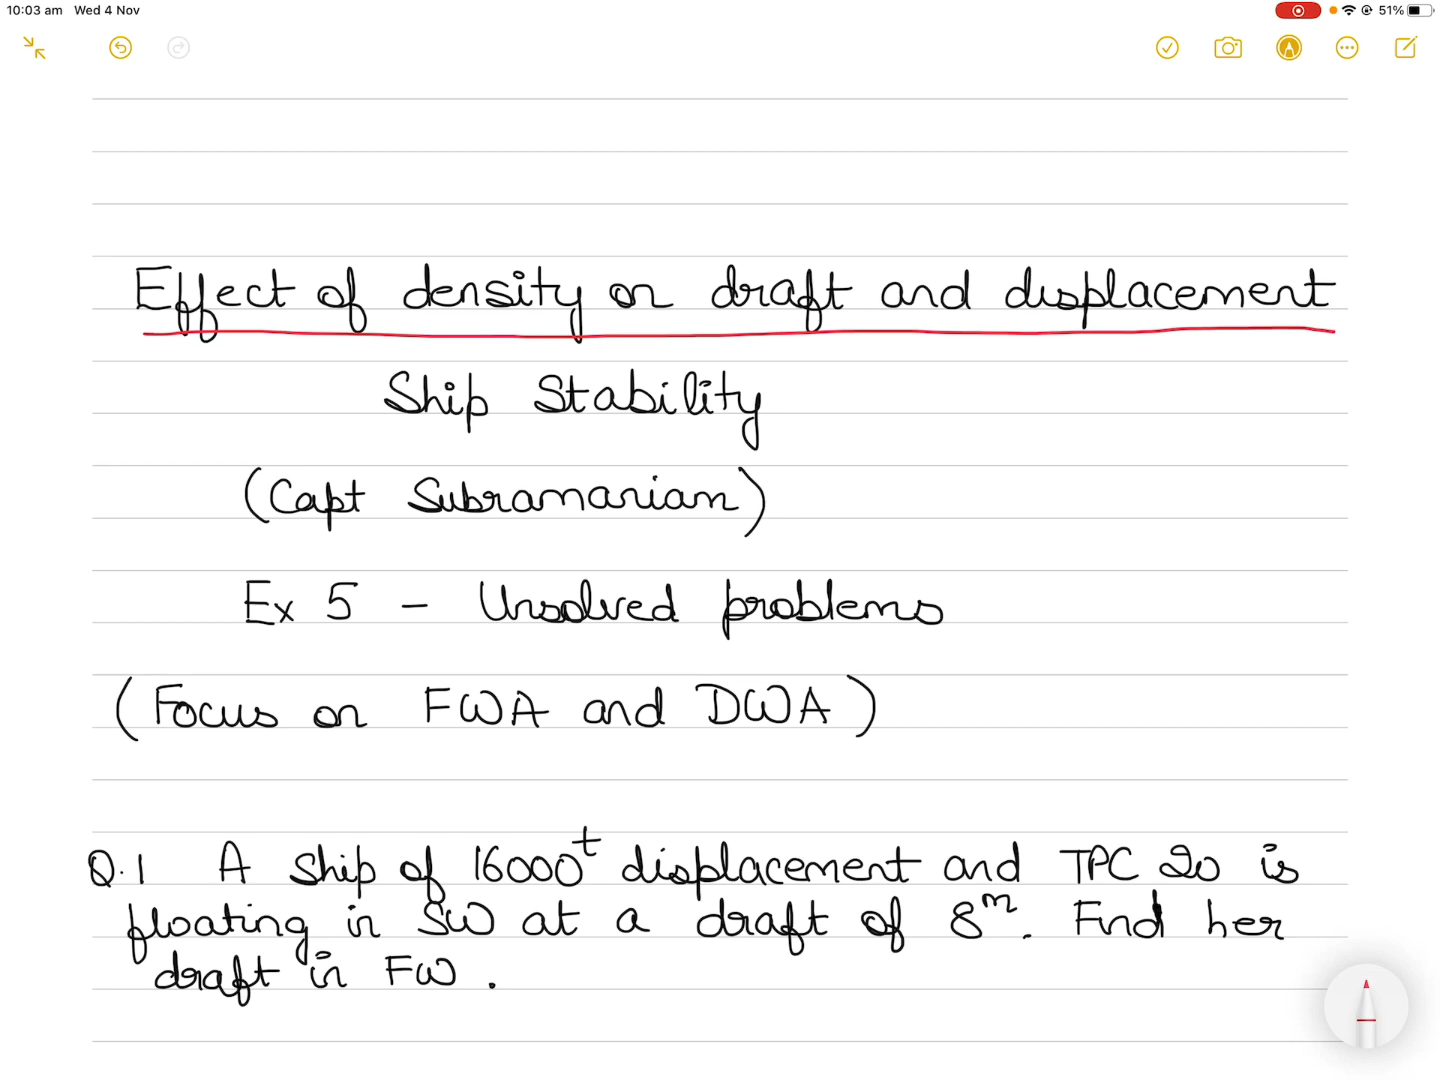 10:03 am Wed 4 Nov
51%
Effect of density on draft and displacement
Ship Stability
(Capt Subramanian)
Ex 5 - Unsolved problems
(Focus on FWA and DWA)
Q.1 A ship of 16000t displacement and TPC 20 is
floating in SW at a draft of 8m. Find her
draft in FW.